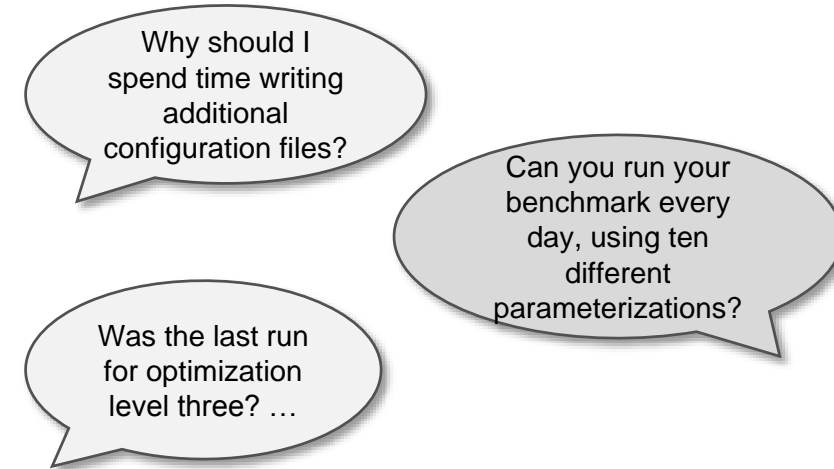 Why should I
spend time writing
additional
configuration files?
Can you run your
benchmark every
day, using ten
different
parameterizations?
Was the last run
for optimization
level three? …